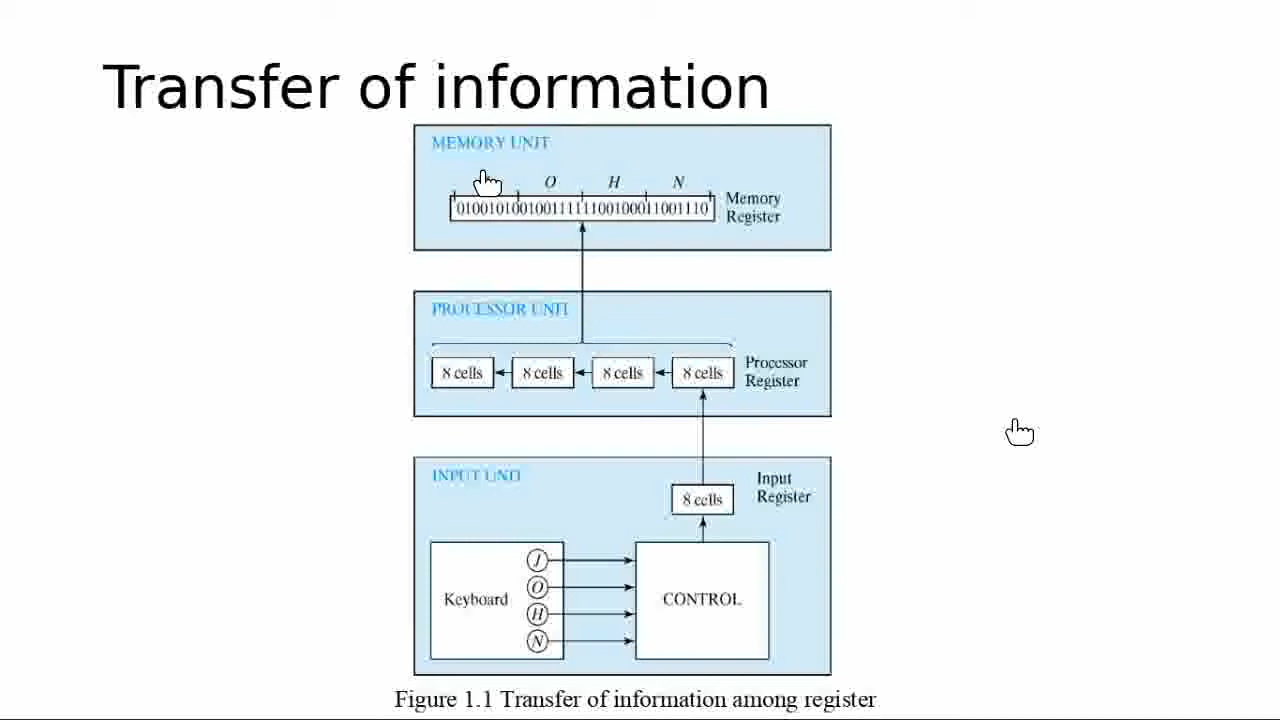 Transfer of information
MEMORY UNIT
O H N
01001010010011111100100011001110
Memory
Register
PROCESSOR UNIT
8 cells 8 cells 8 cells 8 cells
Processor
Register
INPUT UNIT
Input
Register
8 cells
J
O
Keyboard
CONTROL
H
N
Figure 1.1 Transfer of information among register